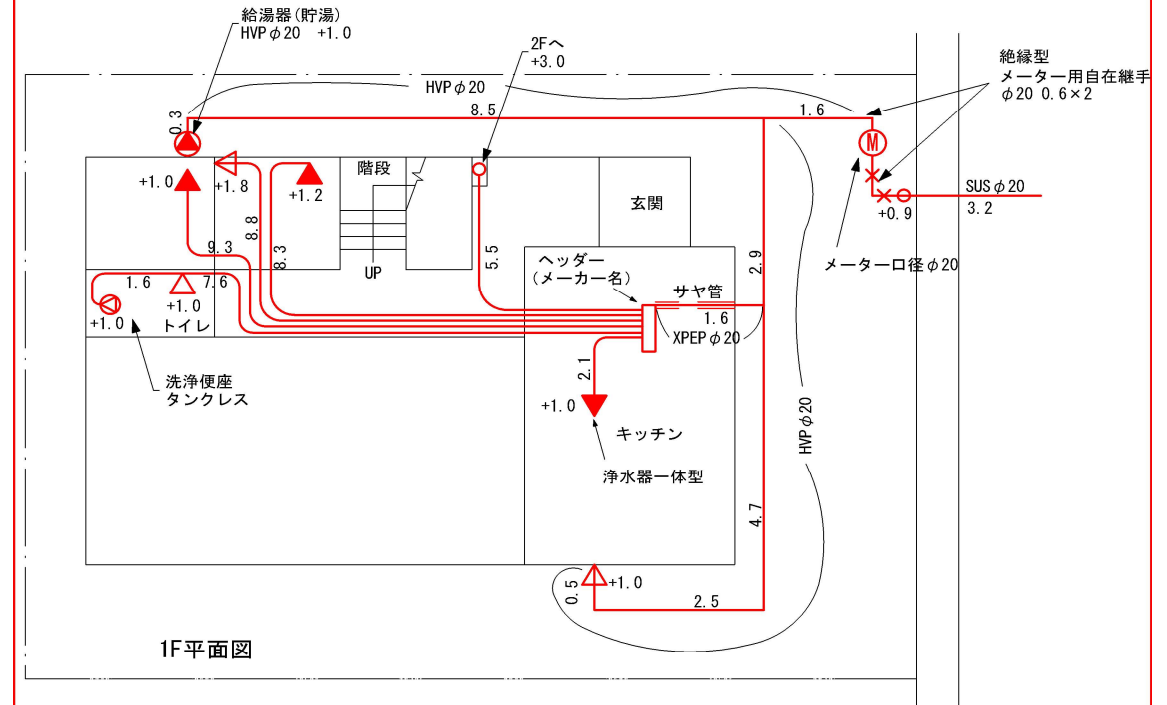 給湯器(貯湯)
HVPφ20 +1.0
2Fへ
+3.0
絶縁型
メーター用自在継手
φ20 0.6×2
HVPφ20
0.3
8.5
1.6
M
階段
+1.0
+1.8
+1.2
玄関
SUSφ20
3.2
+0.9
8.8
9.3
8.3
UP
5.5
ヘッダー
(メーカー名)
サヤ管
2.9
メーター口径φ20
1.6
7.6
+1.0
+1.0
トイレ
1.6
XPEPφ20
洗浄便座
タンクレス
2.1
+1.0
キッチン
HVPφ20
浄水器一体型
4.7
0.5
+1.0
2.5
1F平面図